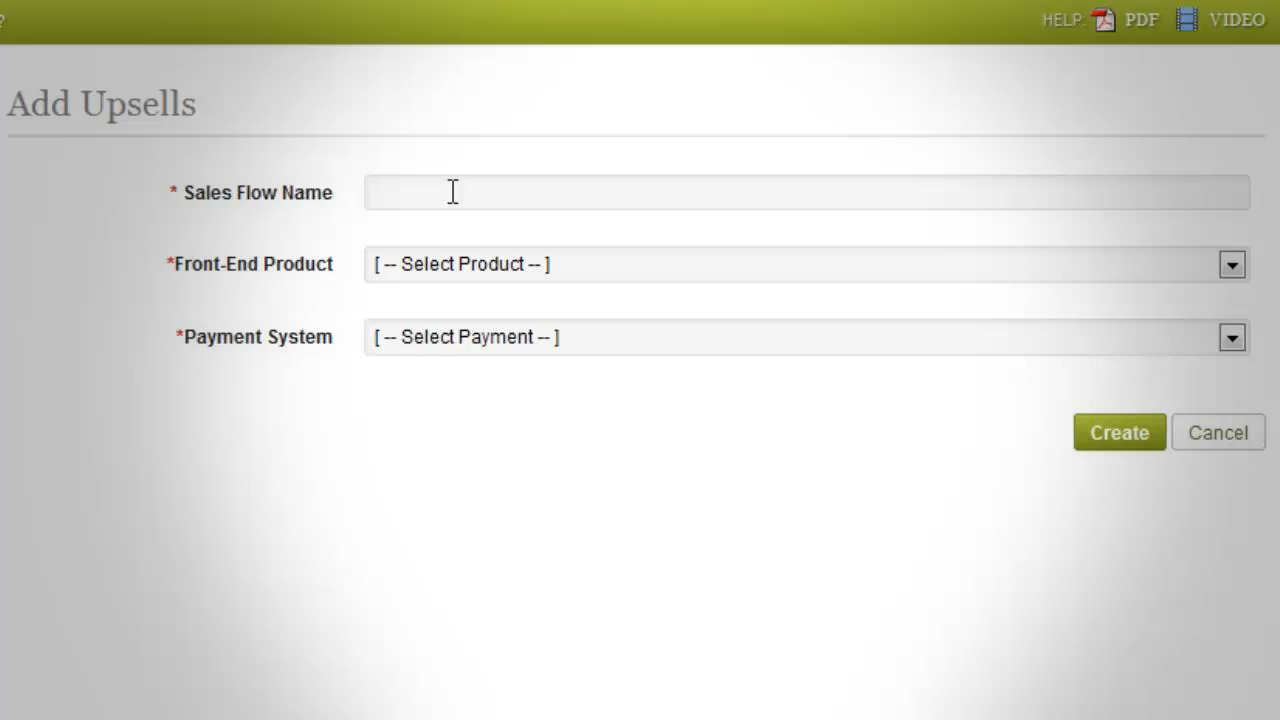 ? HELP: PDF VIDEO
Add Upsells
* Sales Flow Name
*Front-End Product [ -- Select Product -- ]
*Payment System [ -- Select Payment -- ]
Create Cancel